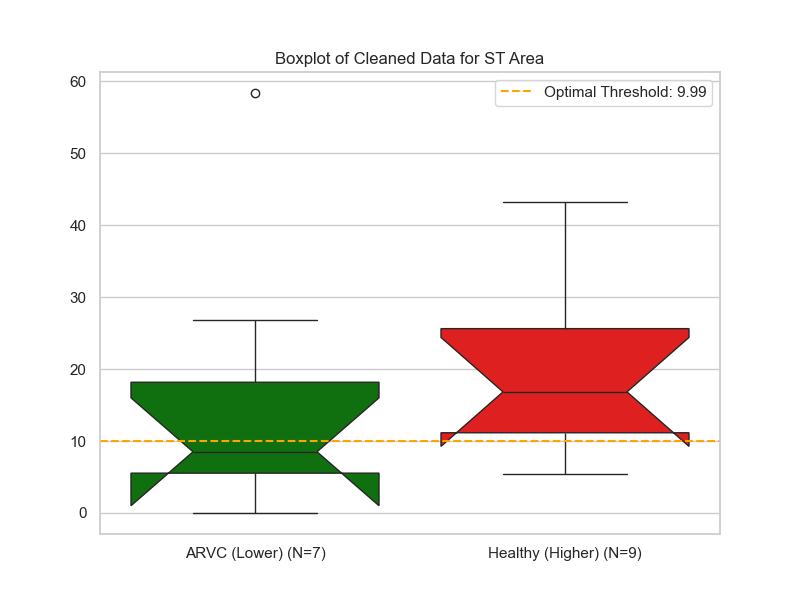 Boxplot of Cleaned Data for ST Area
Optimal Threshold: 9.99
60
50
40
30
20
10
0
ARVC (Lower) (N=7)
Healthy (Higher) (N=9)